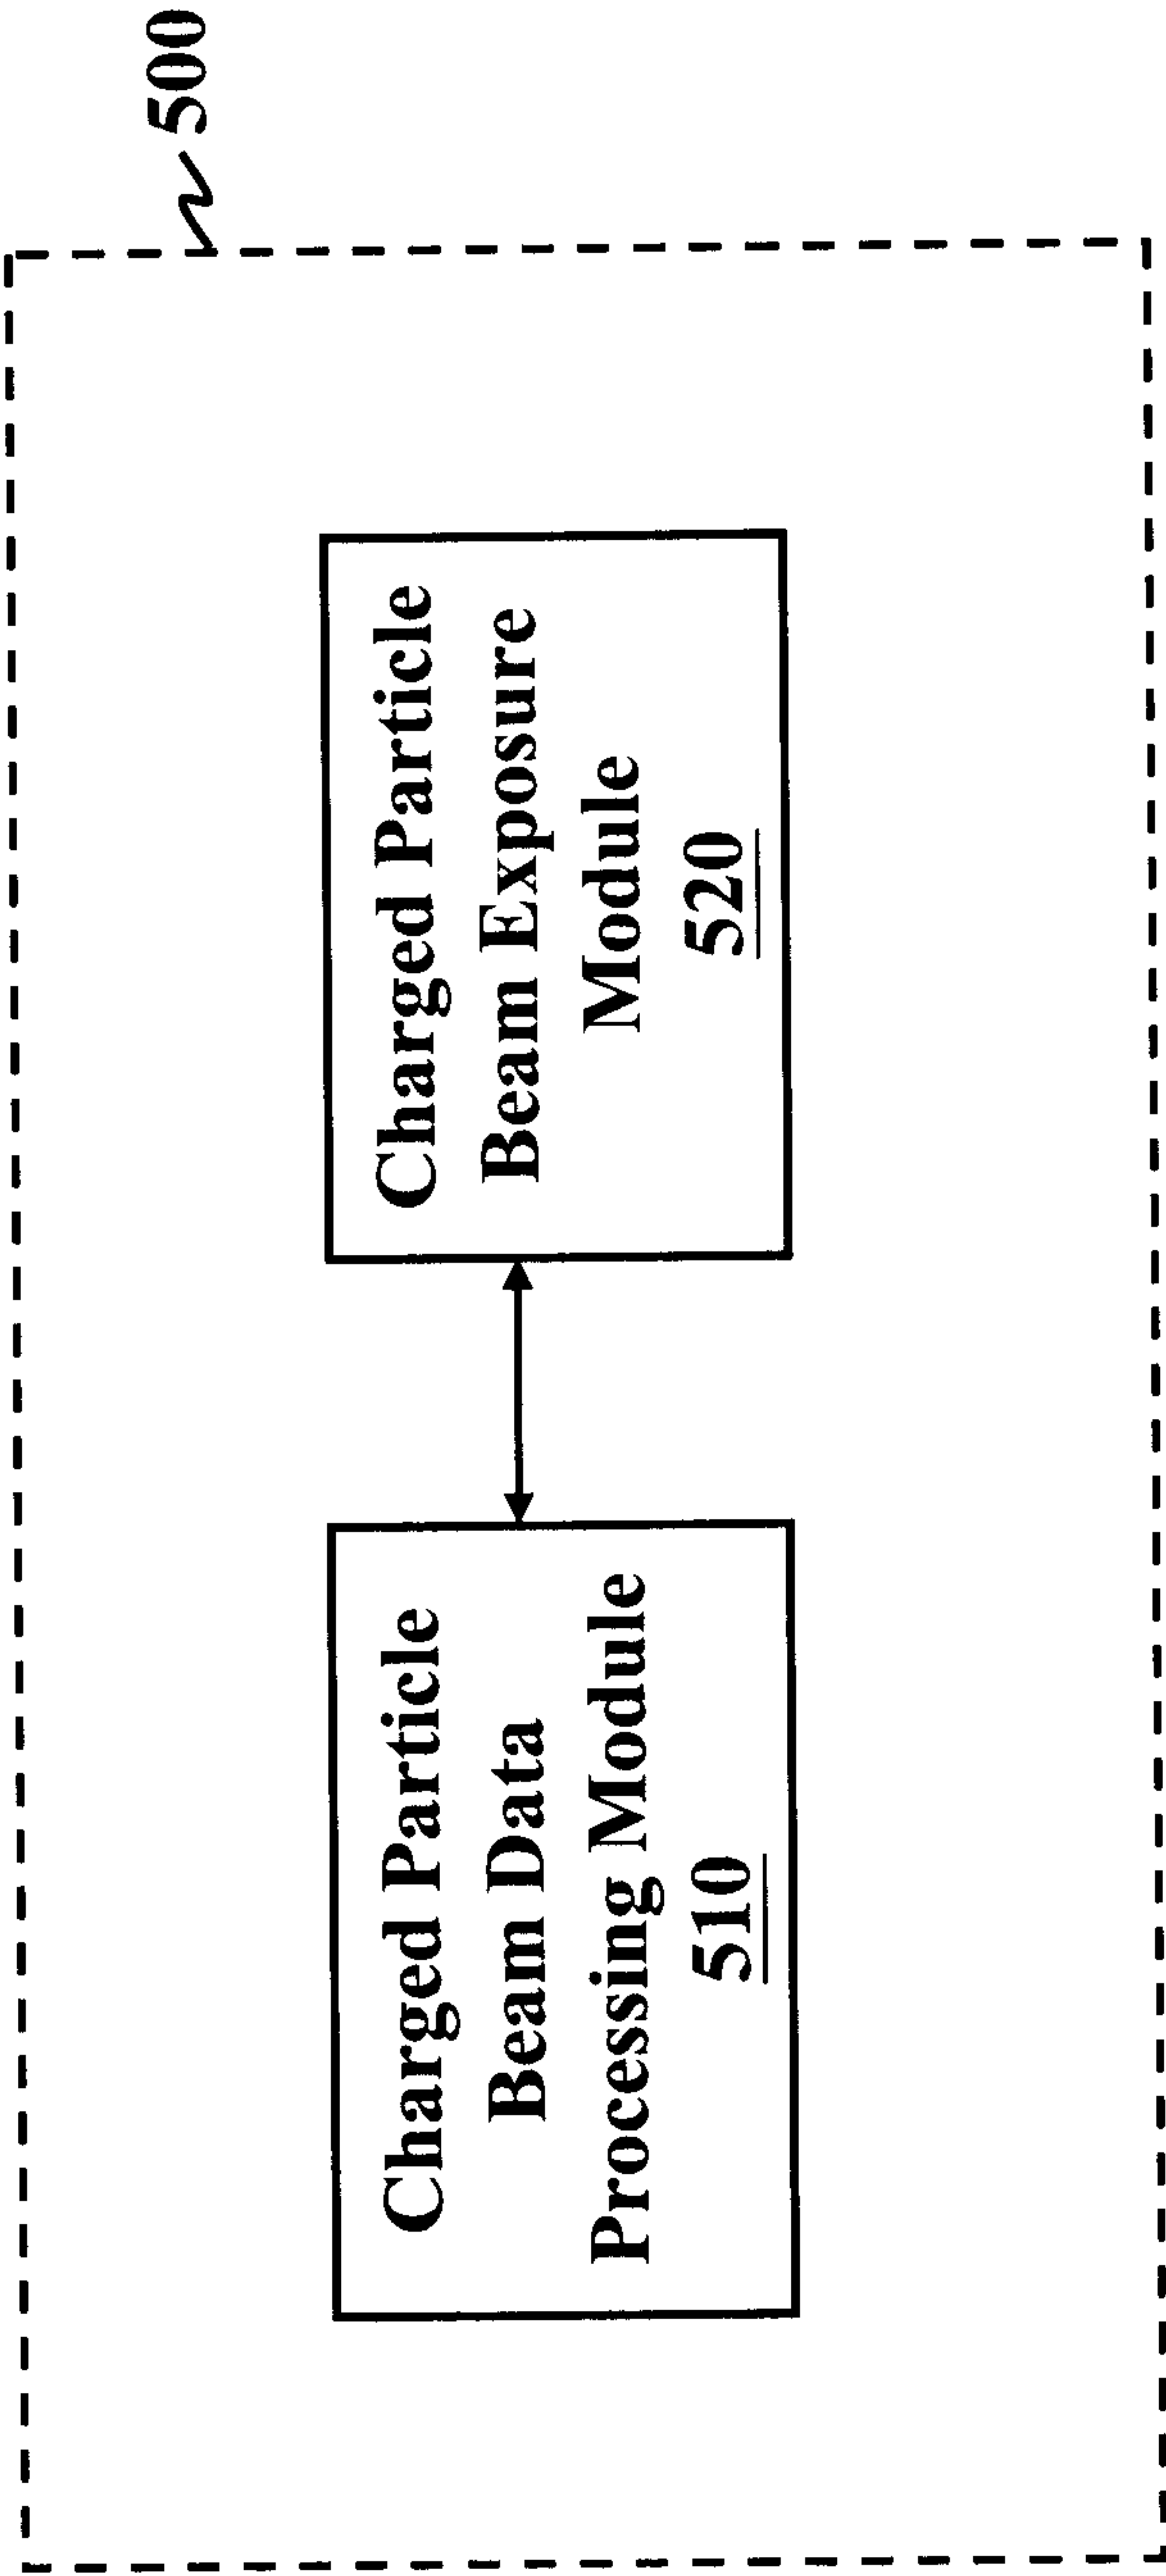 500
Charged Particle
Beam Data
Processing Module
510
Charged Particle
Beam Exposure
Module
520